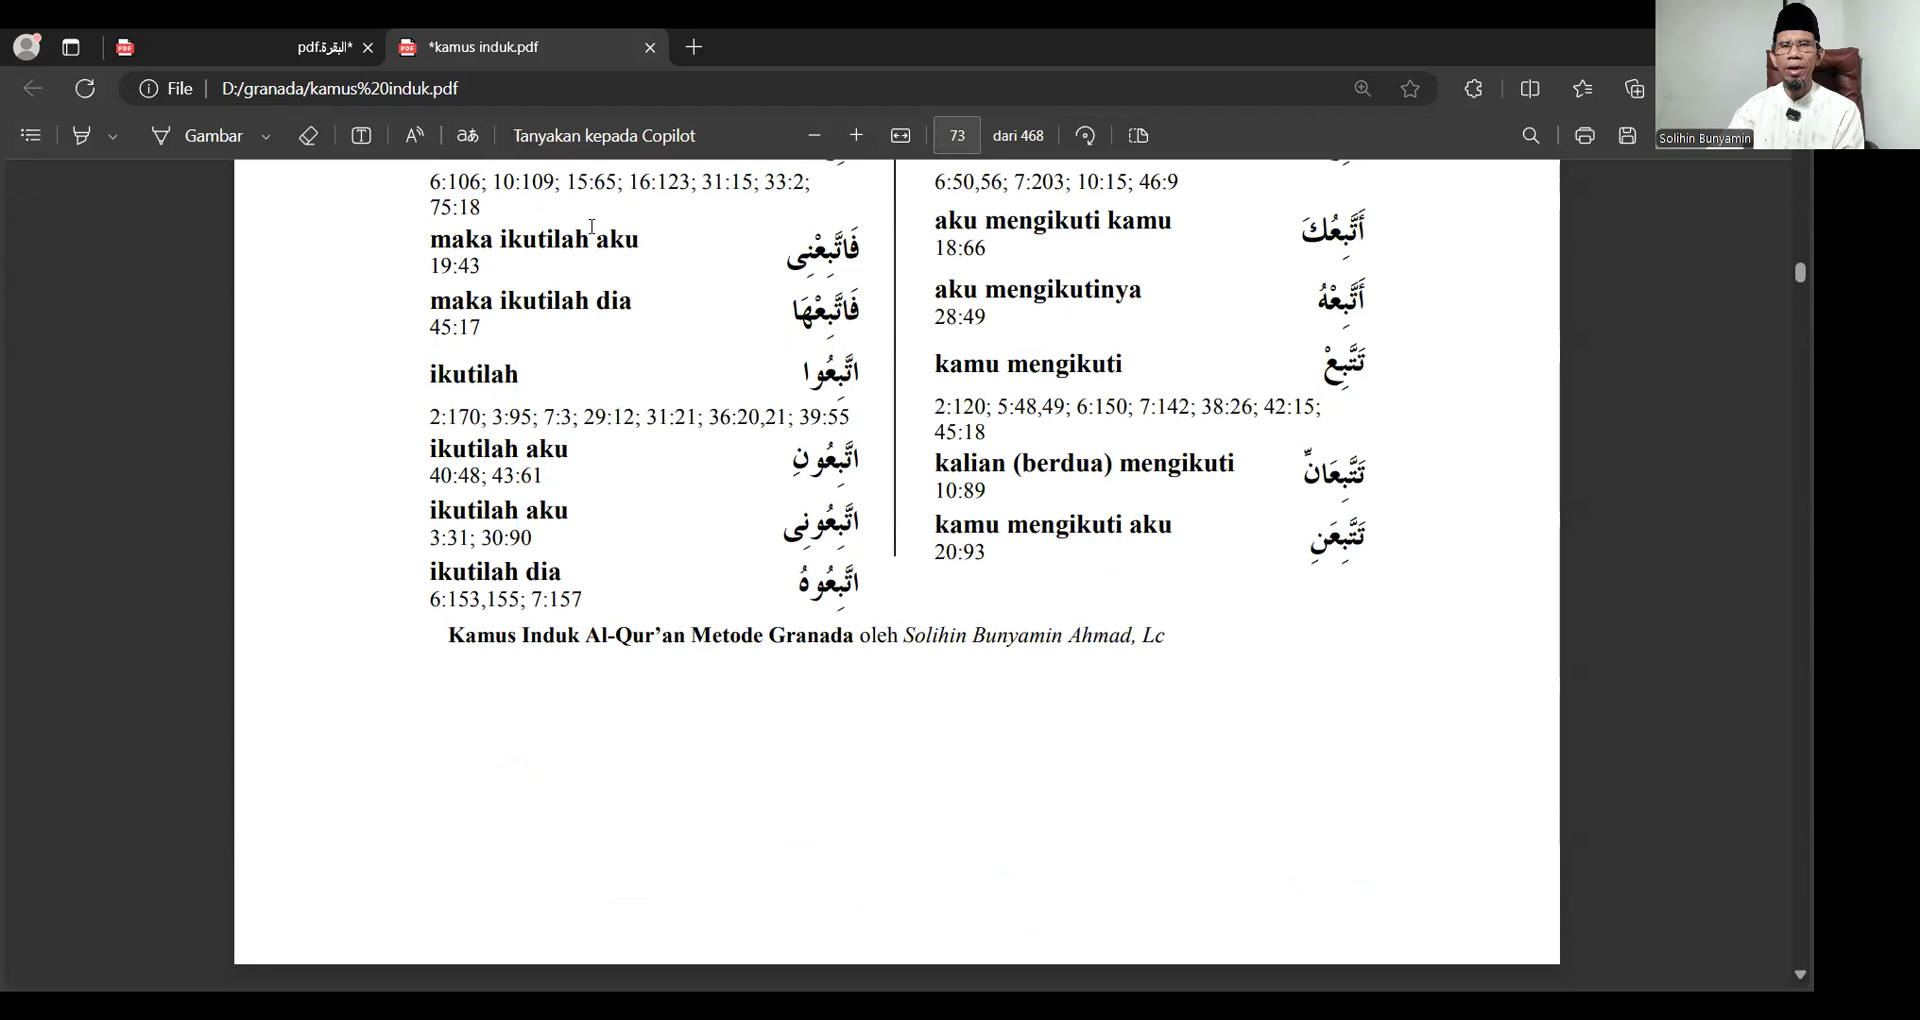 البقرة.pdf*
*kamus induk.pdf
File
D:/granada/kamus%20induk.pdf
Gambar
Tanyakan kepada Copilot
73 dari 468
Solihin Bunyamin
6:106; 10:109; 15:65; 16:123; 31:15; 33:2;
75:18
maka ikutilah aku فَاتَّبِعْنِى
19:43
maka ikutilah dia فَاتَّبِعْهَا
45:17
ikutilah اتَّبِعُوا
2:170; 3:95; 7:3; 29:12; 31:21; 36:20,21; 39:55
ikutilah aku اتَّبِعُونِ
40:48; 43:61
ikutilah aku اتَّبِعُونِى
3:31; 30:90
ikutilah dia اتَّبِعُوهُ
6:153,155; 7:157
6:50,56; 7:203; 10:15; 46:9
aku mengikuti kamu أَتَّبِعُكَ
18:66
aku mengikutinya أَتَّبِعْهُ
28:49
kamu mengikuti تَتَّبِعْ
2:120; 5:48,49; 6:150; 7:142; 38:26; 42:15;
45:18
kalian (berdua) mengikuti تَتَّبِعَانِّ
10:89
kamu mengikuti aku تَتَّبِعَنِ
20:93
Kamus Induk Al-Qur’an Metode Granada oleh Solihin Bunyamin Ahmad, Lc